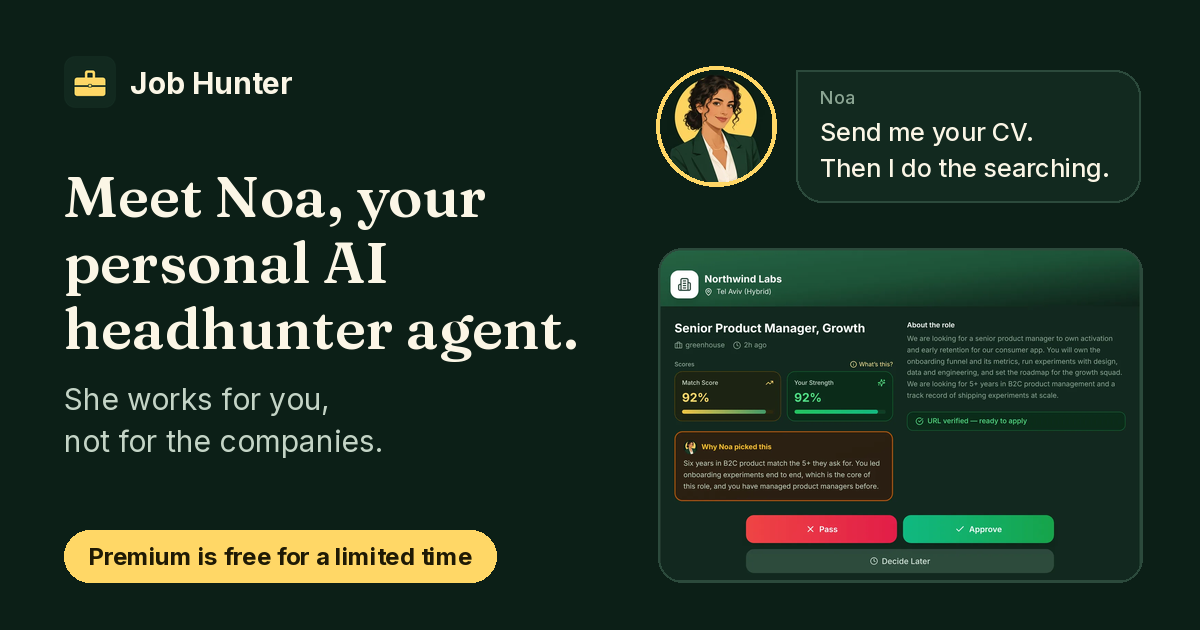 Job Hunter
Meet Noa, your
personal AI
headhunter agent.
She works for you,
not for the companies.
Premium is free for a limited time
Noa
Send me your CV.
Then I do the searching.
Northwind Labs
Tel Aviv (Hybrid)
Senior Product Manager, Growth
greenhouse 2h ago
Scores What's this?
Match Score
92%
Your Strength
92%
Why Noa picked this
Six years in B2C product match the 5+ they ask for. You led
onboarding experiments end to end, which is the core of
this role, and you have managed product managers before.
About the role
We are looking for a senior product manager to own activation
and early retention for our consumer app. You will own the
onboarding funnel and its metrics, run experiments with design,
data and engineering, and set the roadmap for the growth squad.
We are looking for 5+ years in B2C product management and a
track record of shipping experiments at scale.
URL verified — ready to apply
Pass
Approve
Decide Later